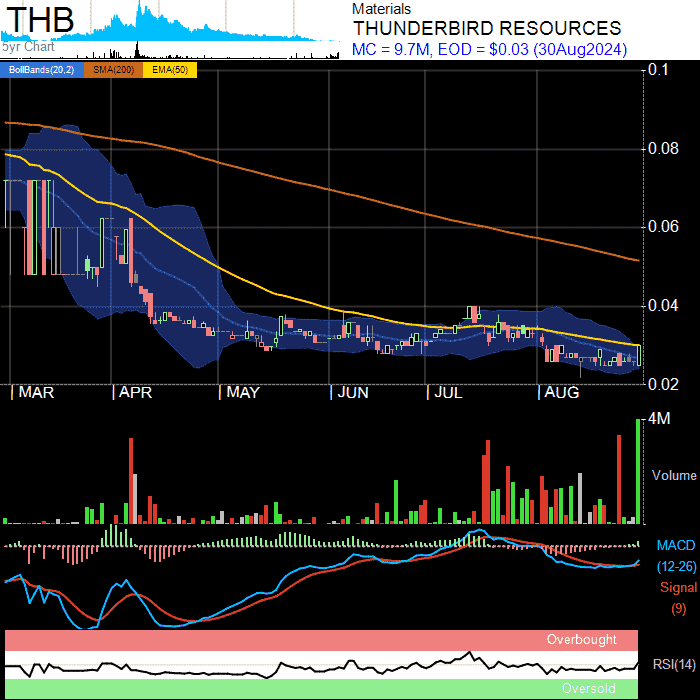 THB
5yr Chart
Materials
THUNDERBIRD RESOURCES
MC = 9.7M, EOD = $0.03 (30Aug2024)
BollBands(20,2) SMA(200) EMA(50)
0.1
0.08
0.06
0.04
0.02
MAR APR MAY JUN JUL AUG
4M
Volume
MACD
(12-26)
Signal
(9)
Overbought
RSI(14)
Oversold